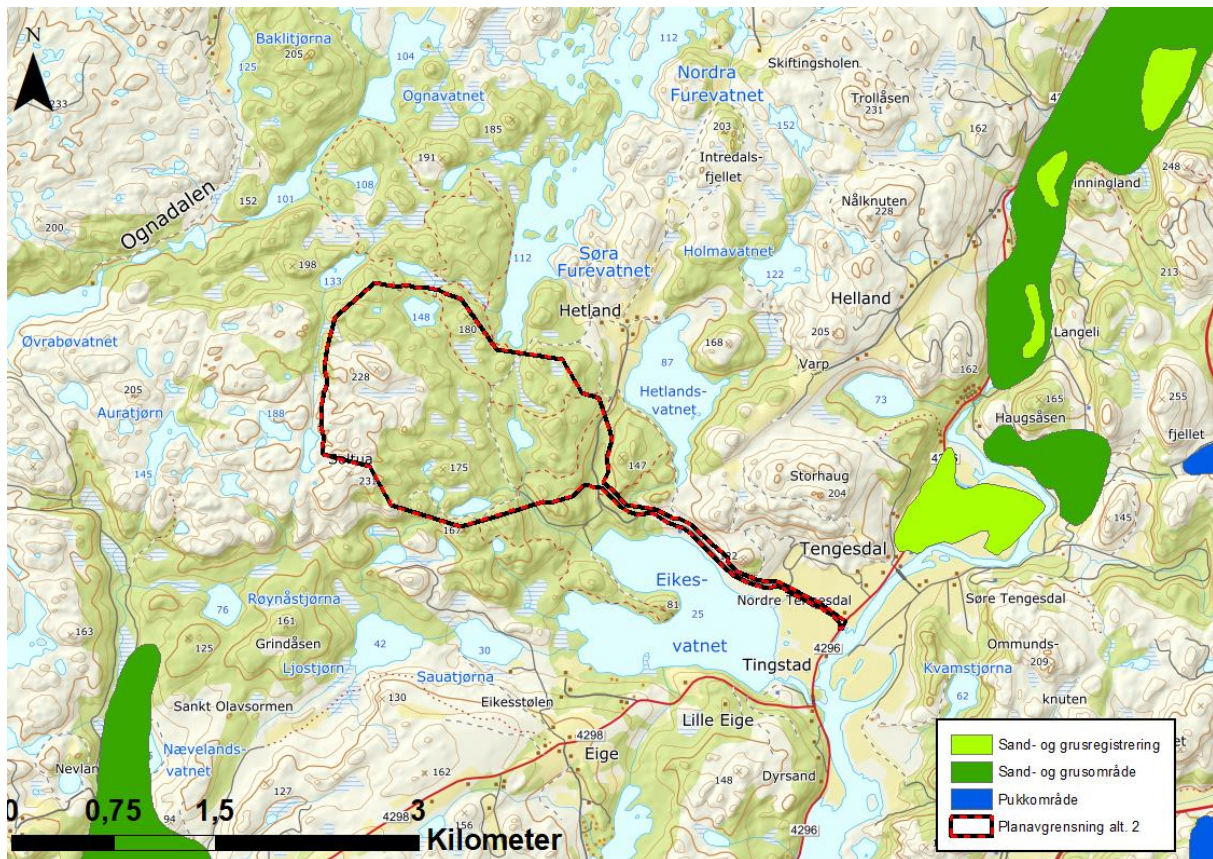 N
Baklitjørna
205
125
104
Ognavatnet
112
Nordra
Furevatnet
Skiftingsholen
Trollåsen
231
162
233
185
203
152
Intredals-
fjellet
191
108
101
152
Ognadalen
200
248
Nålknuten
228
198
133
112
Søra
Furevatnet
Holmavatnet
122
213
Hetland
Helland
148
180
Øvrabøvatnet
168
205
Langeli
87
Varp
228
162
205
Auratjørn
188
Hetlands-
vatnet
73
165
255
Haugsåsen
fjellet
145
175
147
Storhaug
204
145
167
Tengesdal
Eikes-
25
vatnet
81
Nordre Tengesdal
Søre Tengesdal
76
Røynåstjørna
161
Grindåsen
163
125
42
30
Ljostjørn
Sauatjørna
4296
Tingstad
Ommunds-
209
knuten
Kvamstjørna
62
127
130
Sankt Olavsormen
Eikesstølen
Lille Eige
Nævelands-
vatnet
4298
Eige
162
148
Dyrsand
94
4298
156
4296
0
0,75
1,5
3
Kilometer
Sand- og grusregistrering
Sand- og grusområde
Pukkområde
Planavgrensning alt. 2